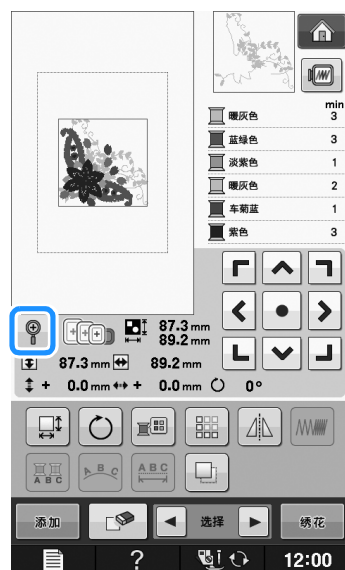 min
暖灰色 3
蓝绿色 3
淡紫色 1
暖灰色 2
车菊蓝 1
紫色 3
87.3 mm
89.2 mm
87.3 mm 89.2 mm
+ 0.0 mm + 0.0 mm 0°
A B C A B C A B C
添加 选择 绣花
? 12:00